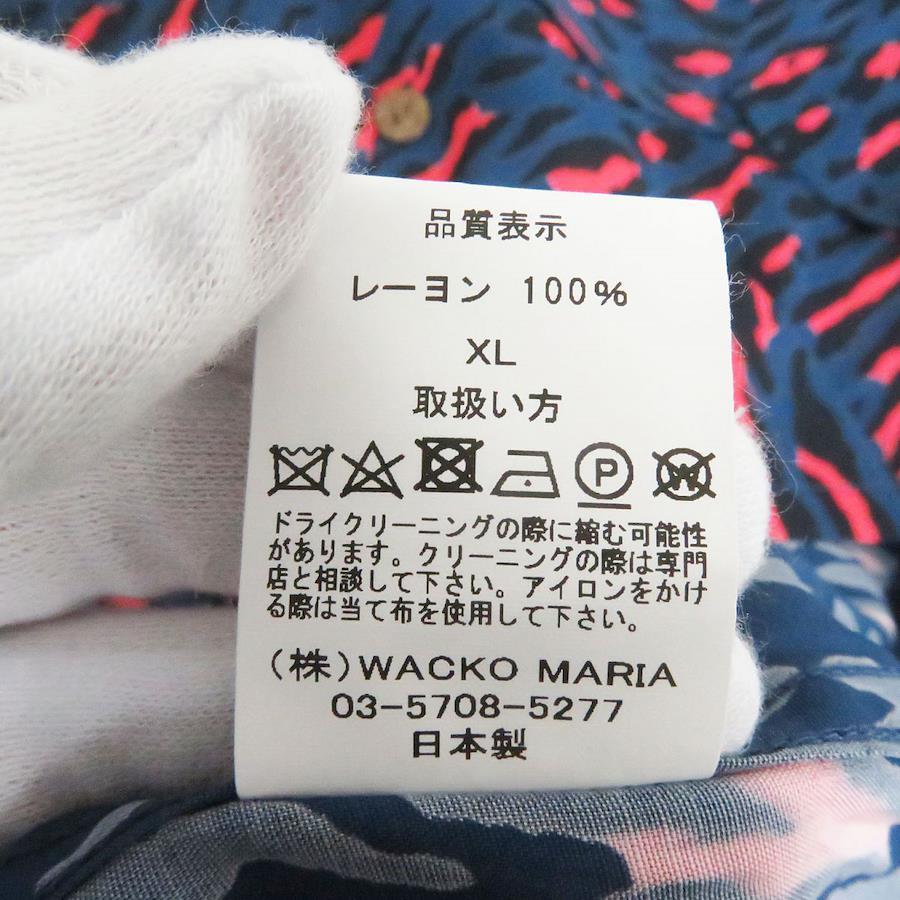 品質表示
レーヨン 100%
XL
取扱い方
P W
ドライクリーニングの際に縮む可能性
があります。クリーニングの際は専門
店と相談して下さい。アイロンをかけ
る際は当て布を使用して下さい。
(株)WACKO MARIA
03-5708-5277
日本製